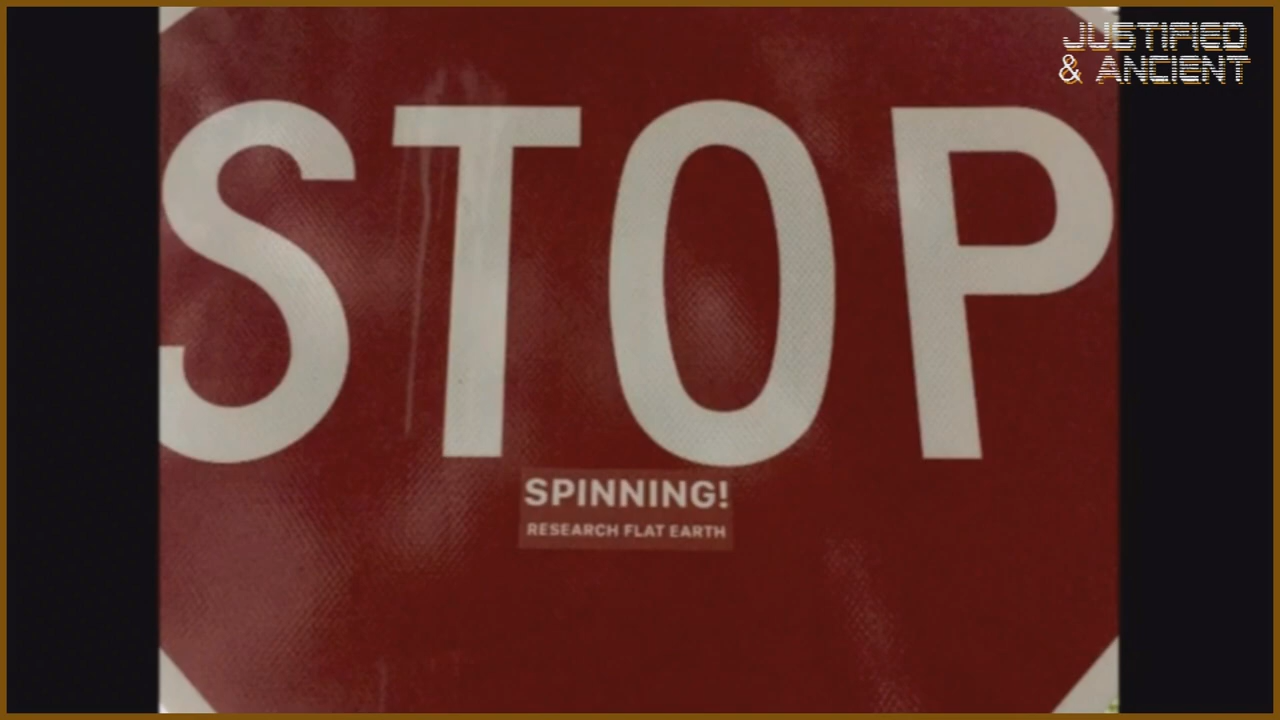 JUSTIFIED
& ANCIENT
STOP
SPINNING!
RESEARCH FLAT EARTH